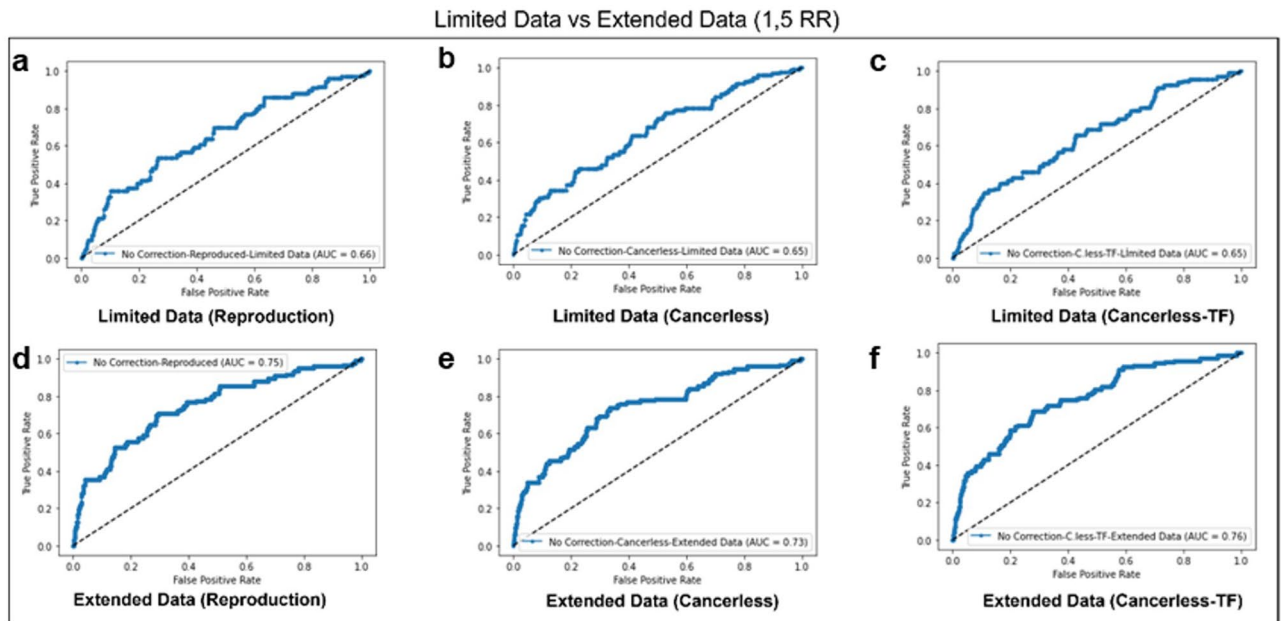 Limited Data vs Extended Data (1,5 RR)
a
1.0
0.8
0.6
0.4
0.2
0.0
True Positive Rate
No Correction-Reproduced-Limited Data (AUC = 0.66)
0.0 0.2 0.4 0.6 0.8 1.0
False Positive Rate
Limited Data (Reproduction)
b
1.0
0.8
0.6
0.4
0.2
0.0
True Positive Rate
No Correction-Cancerless-Limited Data (AUC = 0.65)
0.0 0.2 0.4 0.6 0.8 1.0
False Positive Rate
Limited Data (Cancerless)
c
1.0
0.8
0.6
0.4
0.2
0.0
True Positive Rate
No Correction-C.less-TF-Limited Data (AUC = 0.65)
0.0 0.2 0.4 0.6 0.8 1.0
False Positive Rate
Limited Data (Cancerless-TF)
d
No Correction-Reproduced (AUC = 0.75)
1.0
0.8
0.6
0.4
0.2
0.0
True Positive Rate
0.0 0.2 0.4 0.6 0.8 1.0
False Positive Rate
Extended Data (Reproduction)
e
1.0
0.8
0.6
0.4
0.2
0.0
True Positive Rate
No Correction-Cancerless-Extended Data (AUC = 0.73)
0.0 0.2 0.4 0.6 0.8 1.0
False Positive Rate
Extended Data (Cancerless)
f
1.0
0.8
0.6
0.4
0.2
0.0
True Positive Rate
No Correction-C.less-TF-Extended Data (AUC = 0.76)
0.0 0.2 0.4 0.6 0.8 1.0
False Positive Rate
Extended Data (Cancerless-TF)